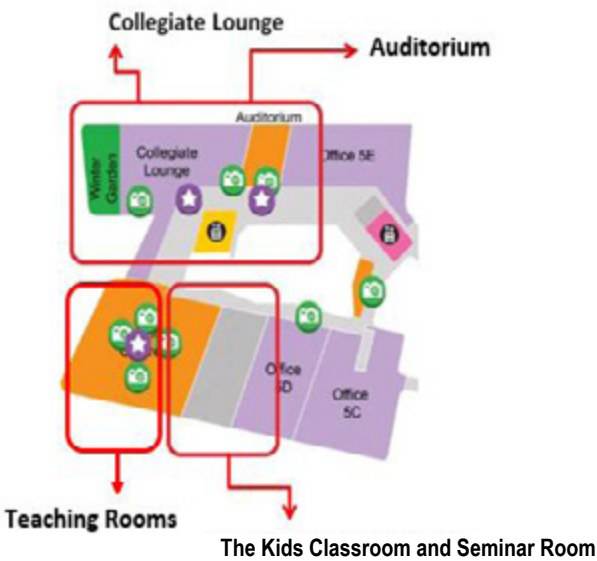 Collegiate Lounge
Auditorium
Auditorium
Winter
Garden
Collegiate
Lounge
Office 5E
Office
5D
Office
5C
Teaching Rooms
The Kids Classroom and Seminar Room